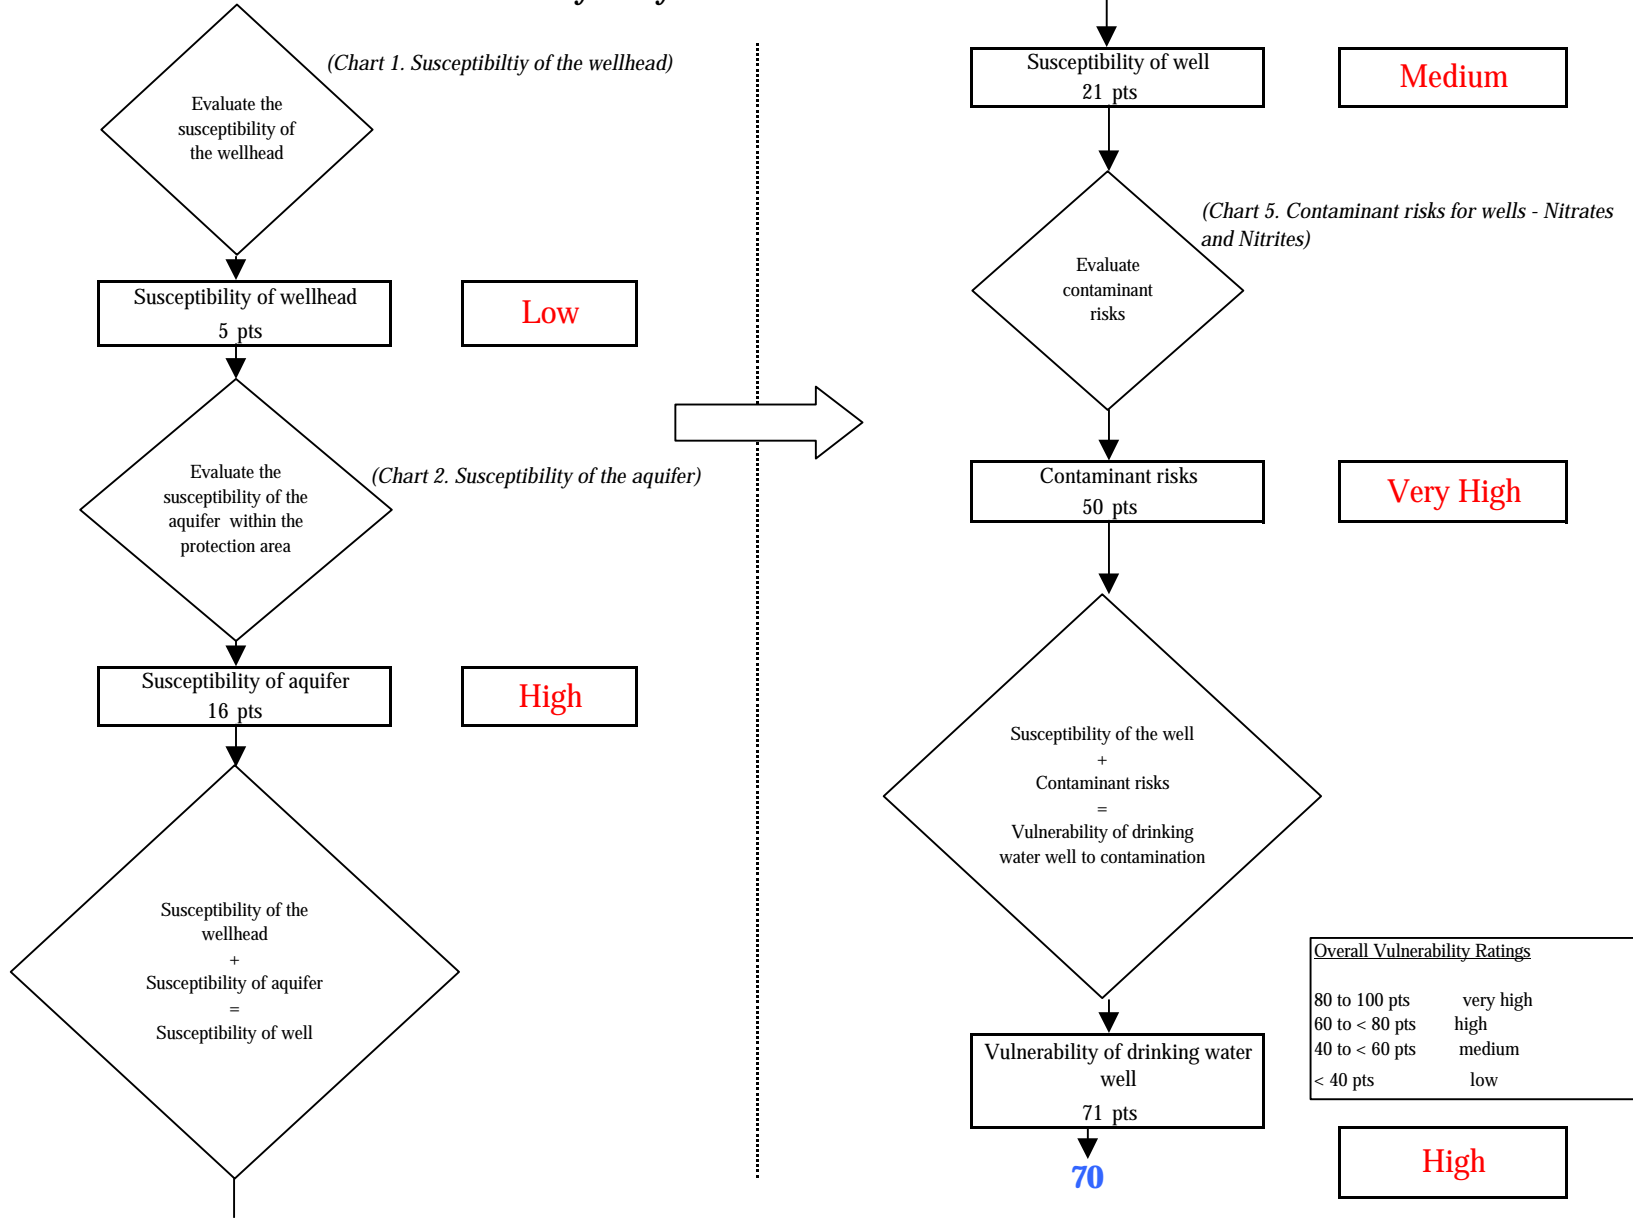 (Chart 1. Susceptibiltiy of the wellhead)
Evaluate the
susceptibility of
the wellhead
Susceptibility of wellhead
5 pts
Low
Evaluate the
susceptibility of the
aquifer within the
protection area
(Chart 2. Susceptibility of the aquifer)
Susceptibility of aquifer
16 pts
High
Susceptibility of the
wellhead
+
Susceptibility of aquifer
=
Susceptibility of well
Susceptibility of well
21 pts
Medium
(Chart 5. Contaminant risks for wells - Nitrates
and Nitrites)
Evaluate
contaminant
risks
Contaminant risks
50 pts
Very High
Susceptibility of the well
+
Contaminant risks
=
Vulnerability of drinking
water well to contamination
Overall Vulnerability Ratings
80 to 100 pts very high
60 to < 80 pts high
40 to < 60 pts medium
< 40 pts low
Vulnerability of drinking water
well
71 pts
70
High